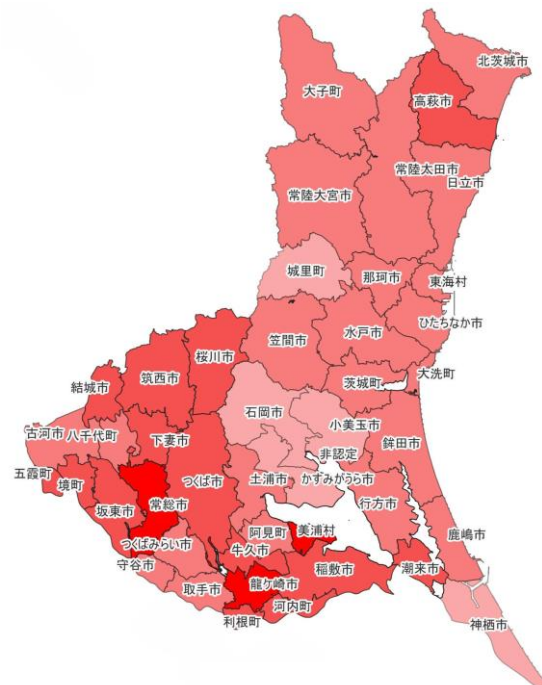 北茨城市
大子町
高萩市
常陸太田市
日立市
常陸大宮市
城里町
那珂市
東海村
ひたちなか市
笠間市
水戸市
桜川市
筑西市
結城市
茨城町
大洗町
石岡市
小美玉市
鉾田市
古河市
八千代町
下妻市
非認定
五霞町
境町
坂東市
常総市
つくば市
土浦市
かすみがうら市
行方市
つくばみらい市
阿見町
美浦村
鹿嶋市
守谷市
牛久市
取手市
龍ケ崎市
稲敷市
潮来市
利根町
河内町
神栖市